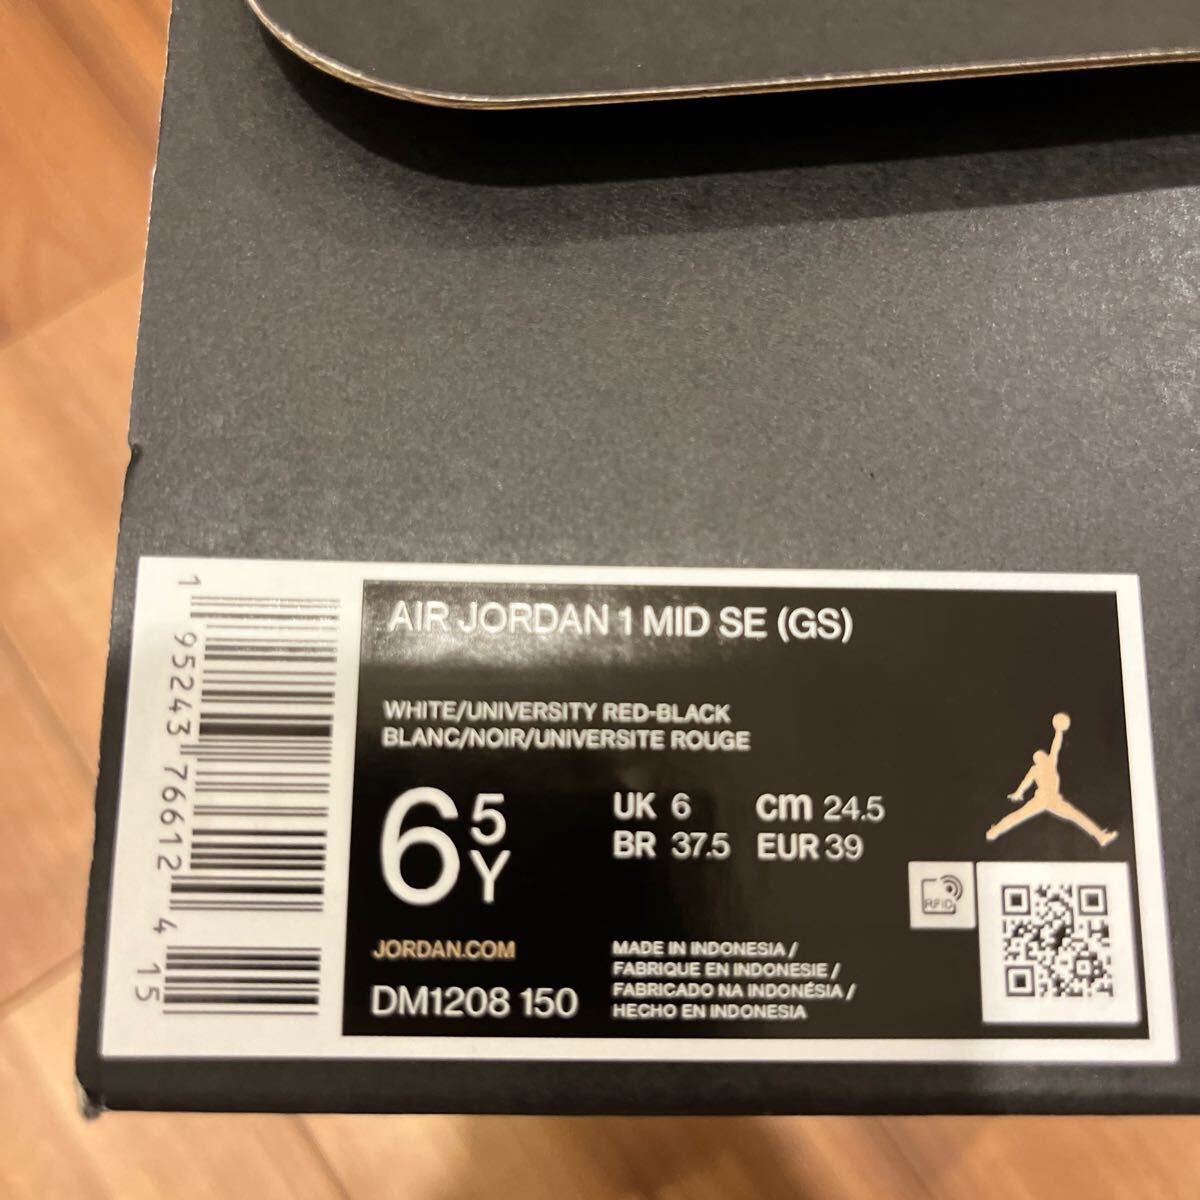 AIR JORDAN 1 MID SE (GS)
WHITE/UNIVERSITY RED-BLACK
BLANC/NOIR/UNIVERSITE ROUGE
6 5Y
UK 6 cm 24.5
BR 37.5 EUR 39
RFID
JORDAN.COM
DM1208 150
MADE IN INDONESIA /
FABRIQUE EN INDONESIE /
FABRICADO NA INDONÉSIA /
HECHO EN INDONESIA
1 95243 76612 4 15